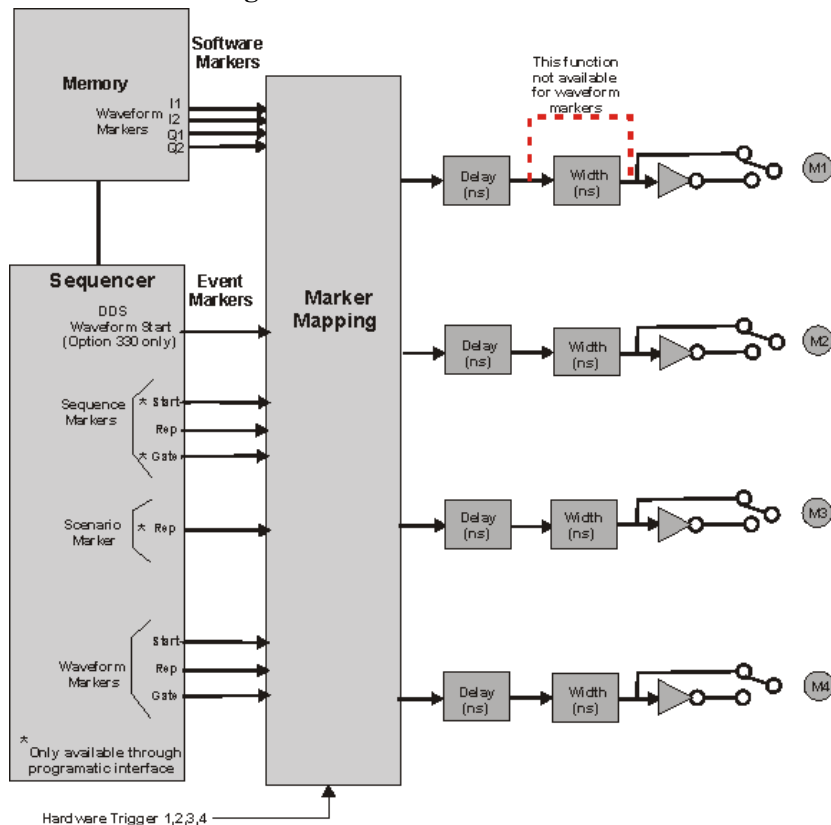 Software
Markers
Memory
Waveform
Markers
I1
I2
Q1
Q2
This function
not available
for waveform
markers
Delay
(ns)
Width
(ns)
M1
Sequencer
Event
Markers
DDS
Waveform Start
(Option 330 only)
Marker
Mapping
Delay
(ns)
Width
(ns)
M2
Sequence
Markers
* Start
Rep
* Gate
Scenario
Marker
* Rep
Delay
(ns)
Width
(ns)
M3
Waveform
Markers
Start
Rep
Gate
Delay
(ns)
Width
(ns)
M4
* Only available through
programatic interface
Hardware Trigger 1,2,3,4